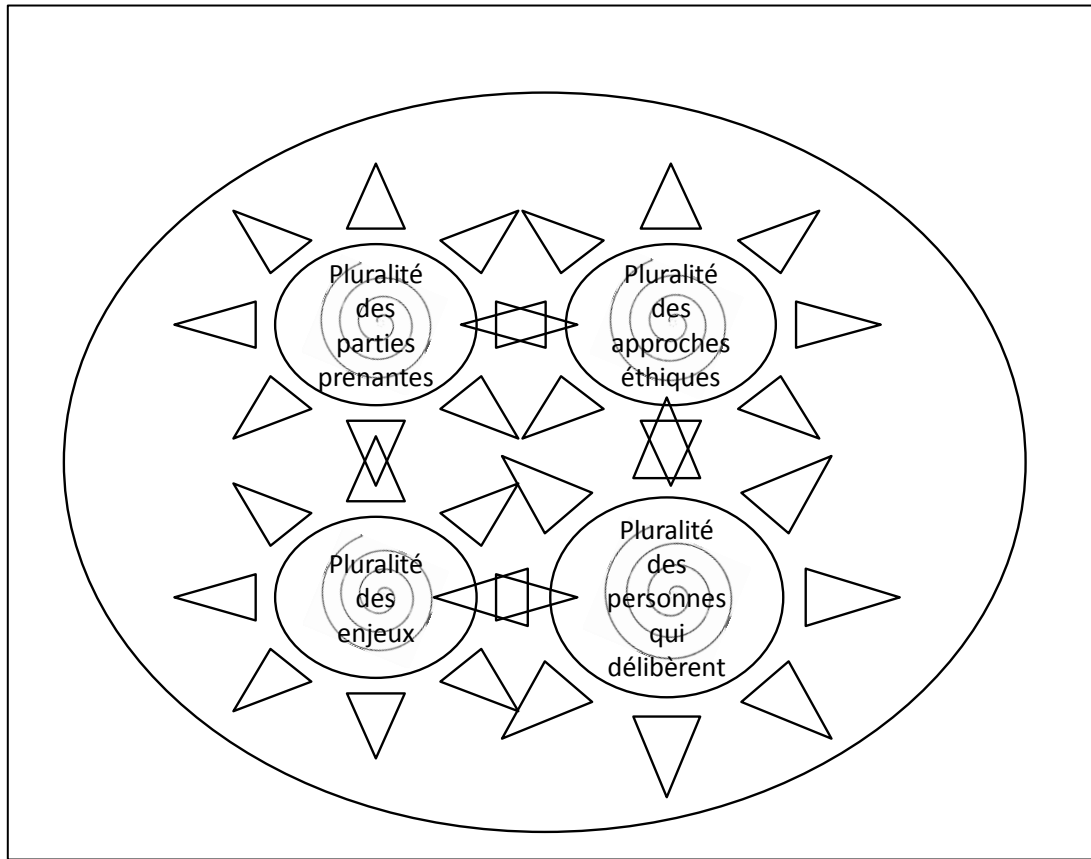 Pluralité
des
parties
prenantes
Pluralité
des
approches
éthiques
Pluralité
des
enjeux
Pluralité
des
personnes
qui
délibèrent